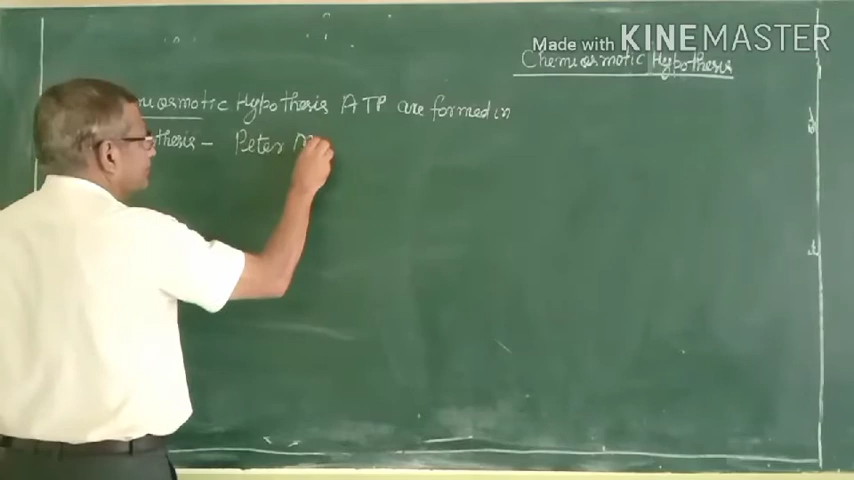 Made with KINEMASTER
Chemiosmotic Hypothesis
osmotic Hypothesis ATP are formed in
thesis - Peter M